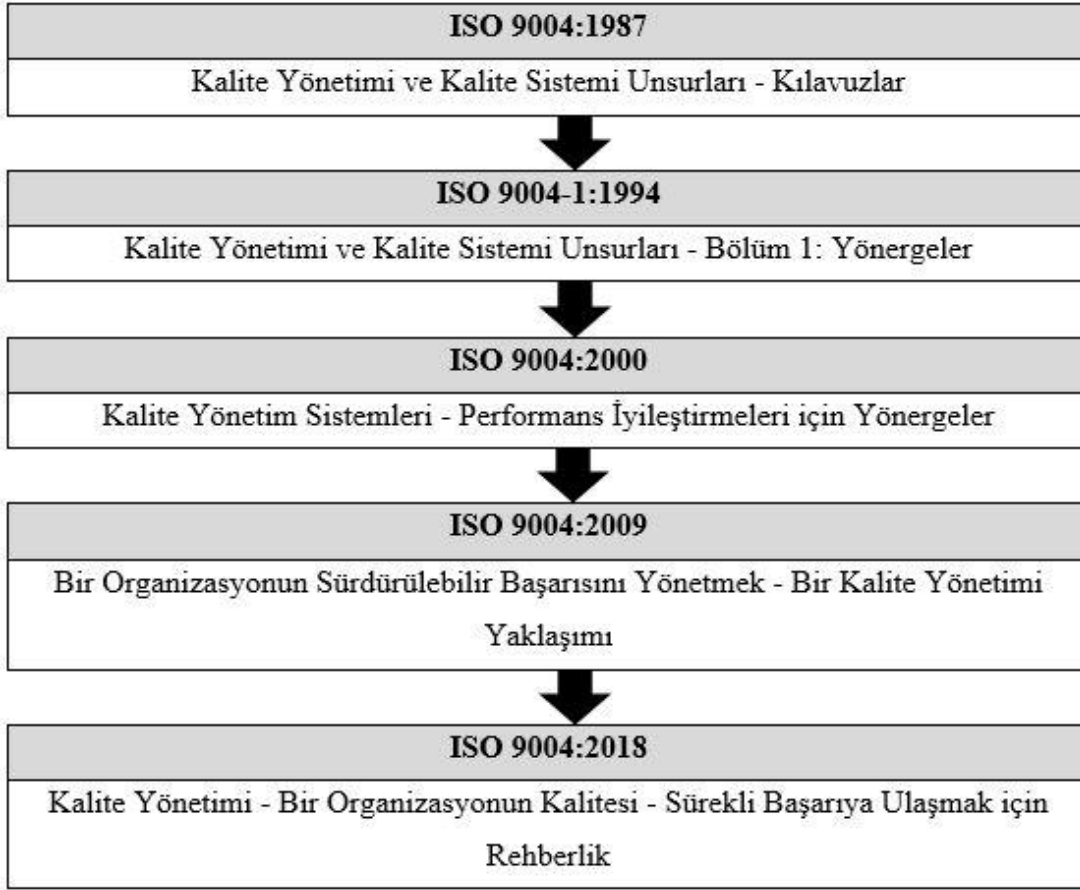 ISO 9004:1987
Kalite Yönetimi ve Kalite Sistemi Unsurları - Kılavuzlar
ISO 9004-1:1994
Kalite Yönetimi ve Kalite Sistemi Unsurları - Bölüm 1: Yönergeler
ISO 9004:2000
Kalite Yönetim Sistemleri - Performans İyileştirmeleri için Yönergeler
ISO 9004:2009
Bir Organizasyonun Sürdürülebilir Başarısını Yönetmek - Bir Kalite Yönetimi
Yaklaşımı
ISO 9004:2018
Kalite Yönetimi - Bir Organizasyonun Kalitesi - Sürekli Başarıya Ulaşmak için
Rehberlik